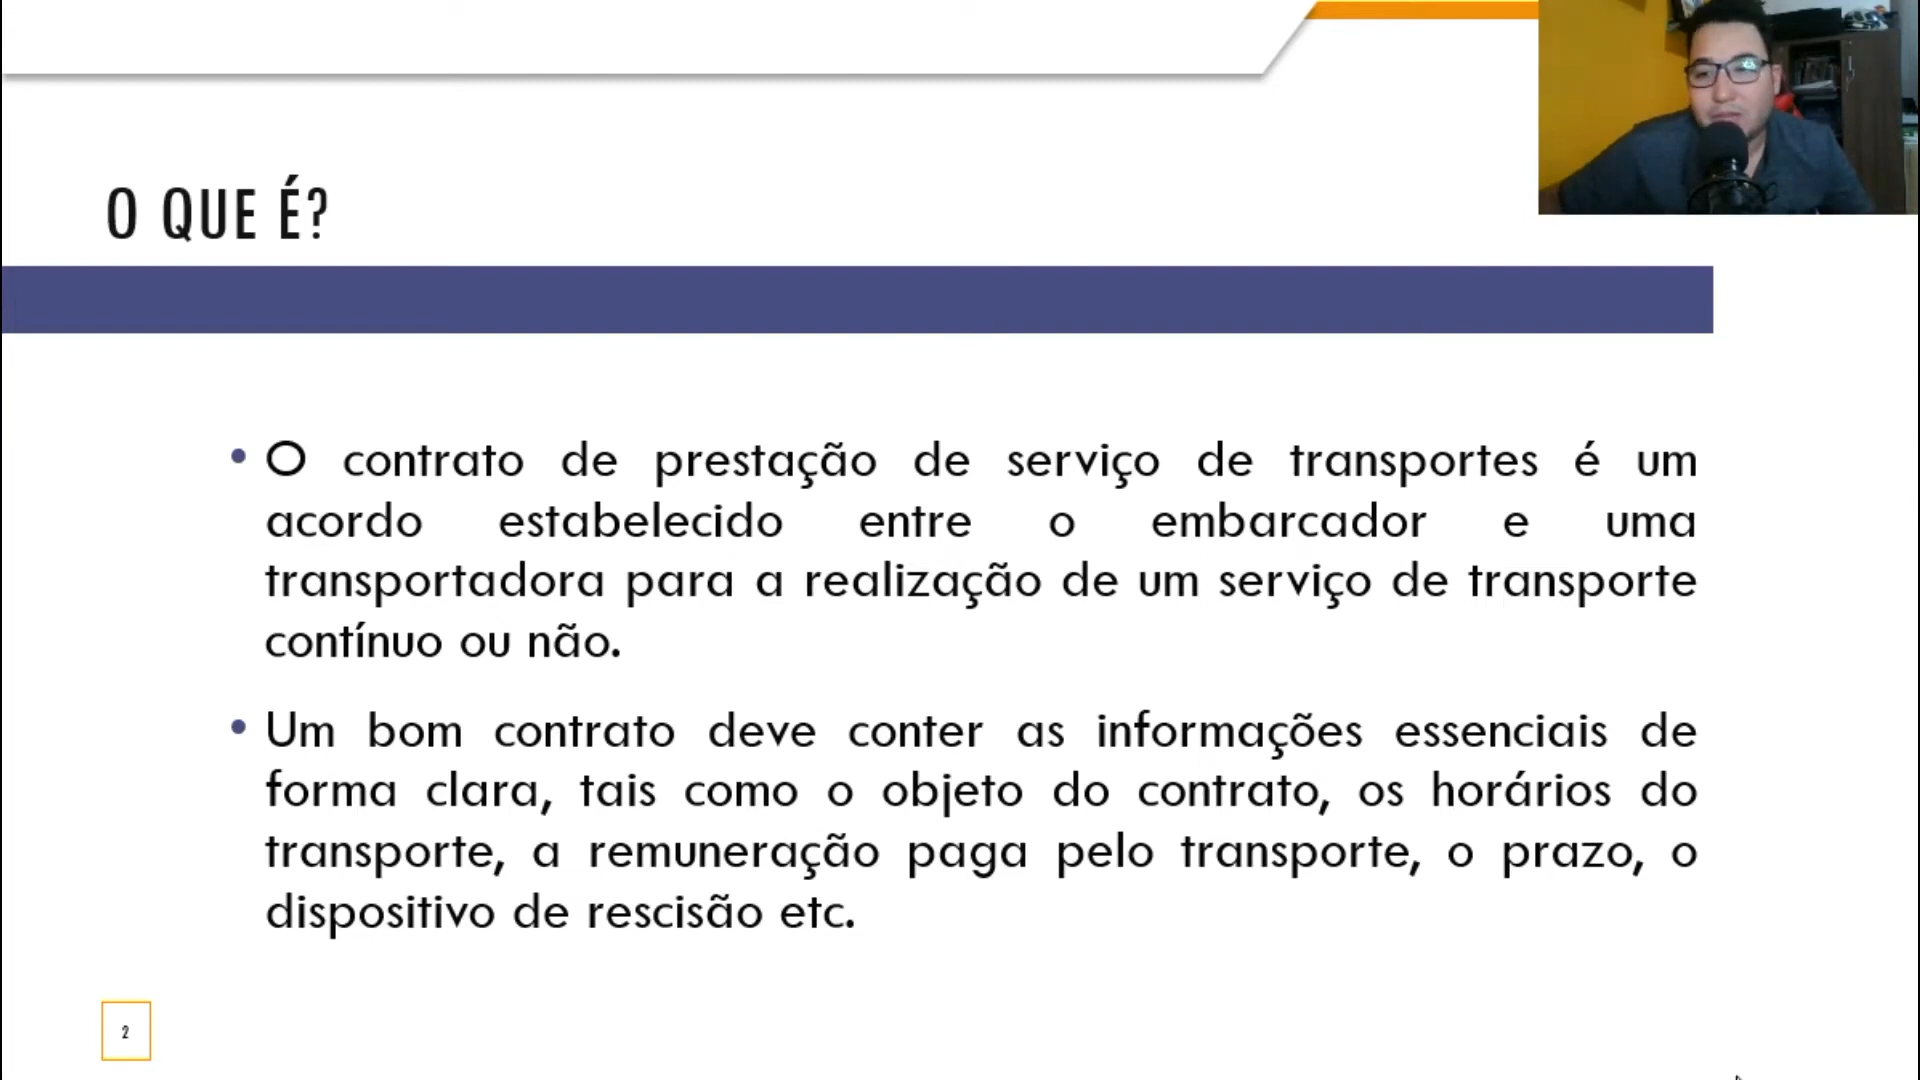 O QUE É?
• O contrato de prestação de serviço de transportes é um
acordo estabelecido entre o embarcador e uma
transportadora para a realização de um serviço de transporte
contínuo ou não.
• Um bom contrato deve conter as informações essenciais de
forma clara, tais como o objeto do contrato, os horários do
transporte, a remuneração paga pelo transporte, o prazo, o
dispositivo de rescisão etc.
2